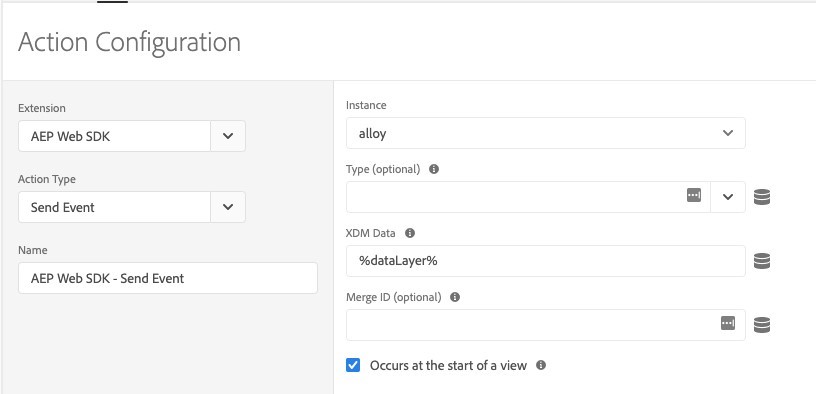 Action Configuration
Extension
AEP Web SDK
Action Type
Send Event
Name
AEP Web SDK - Send Event
Instance
alloy
Type (optional)
XDM Data
%dataLayer%
Merge ID (optional)
Occurs at the start of a view